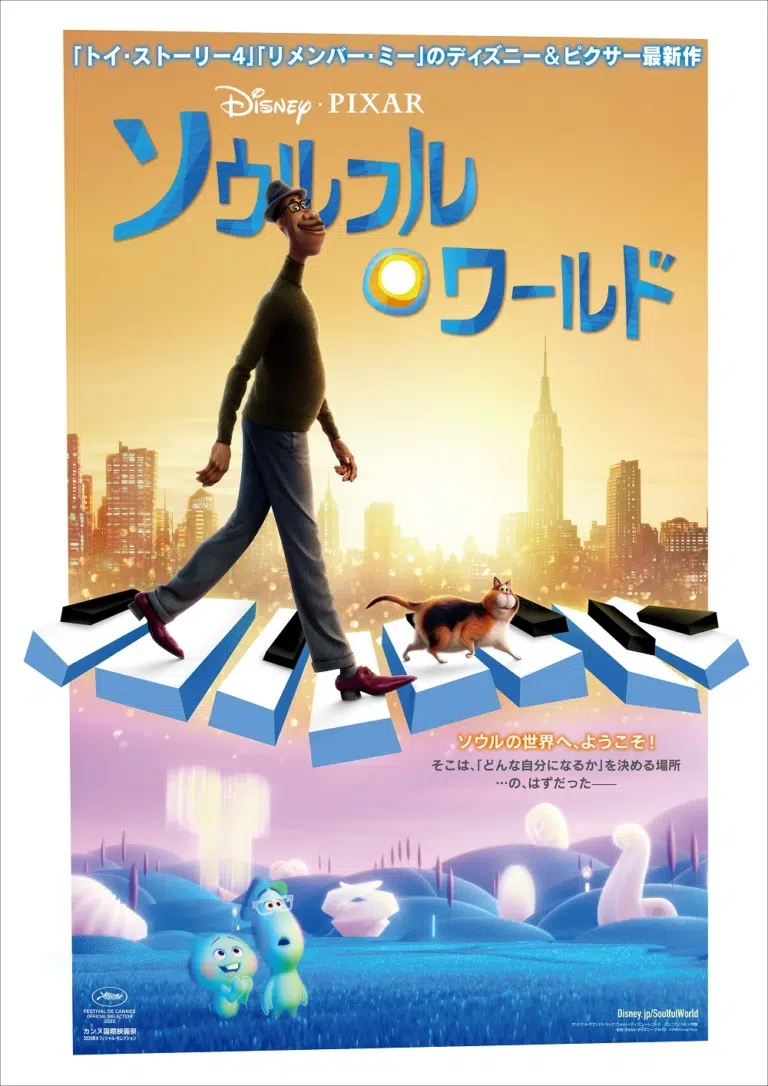 「トイ・ストーリー4」「リメンバー・ミー」のディズニー&ピクサー最新作
Disney・PIXAR
ソウルフル
ワールド
ソウルの世界へ、ようこそ!
そこは、「どんな自分になるか」を決める場所
…の、はずだった──
FESTIVAL DE CANNES
OFFICIAL SELECTION
2020
カンヌ国際映画祭
2020年オフィシャル・セレクション
Disney.jp/SoulfulWorld